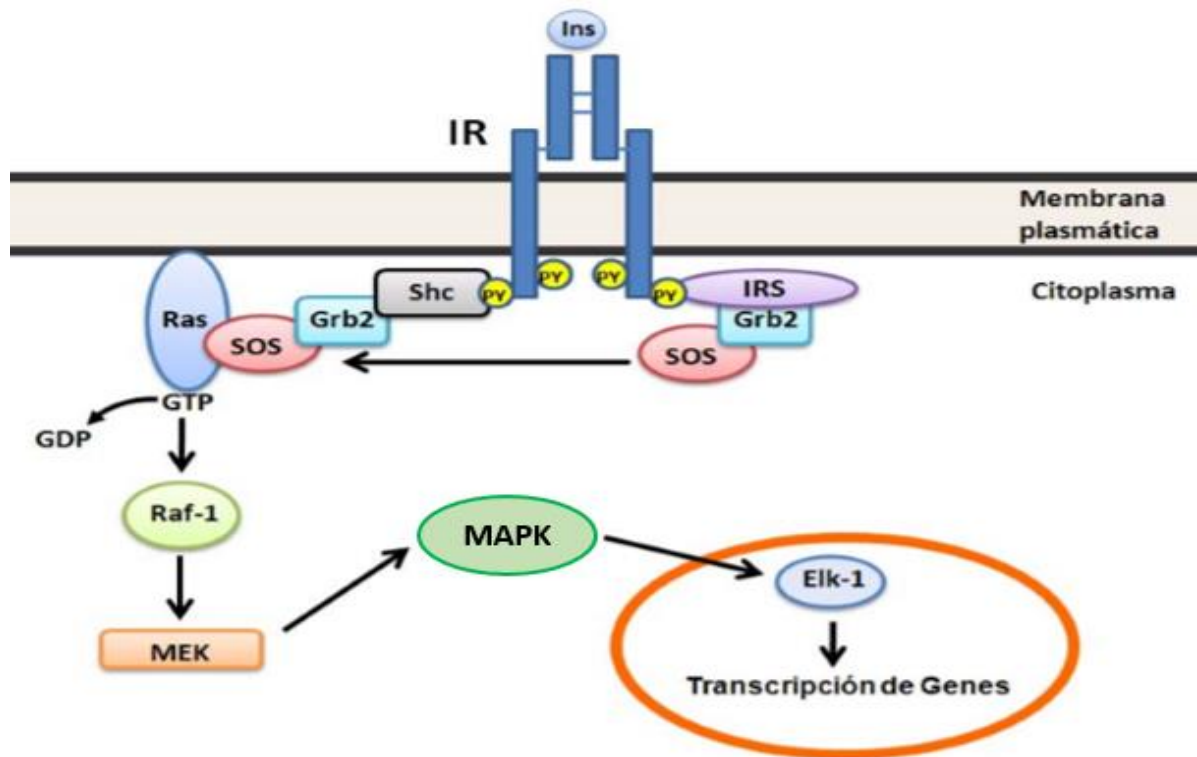 Ins
IR
Membrana
plasmática
Citoplasma
PY
PY
PY
PY
Shc
IRS
Ras
Grb2
Grb2
SOS
SOS
GTP
GDP
Raf-1
MAPK
Elk-1
MEK
Transcripción de Genes